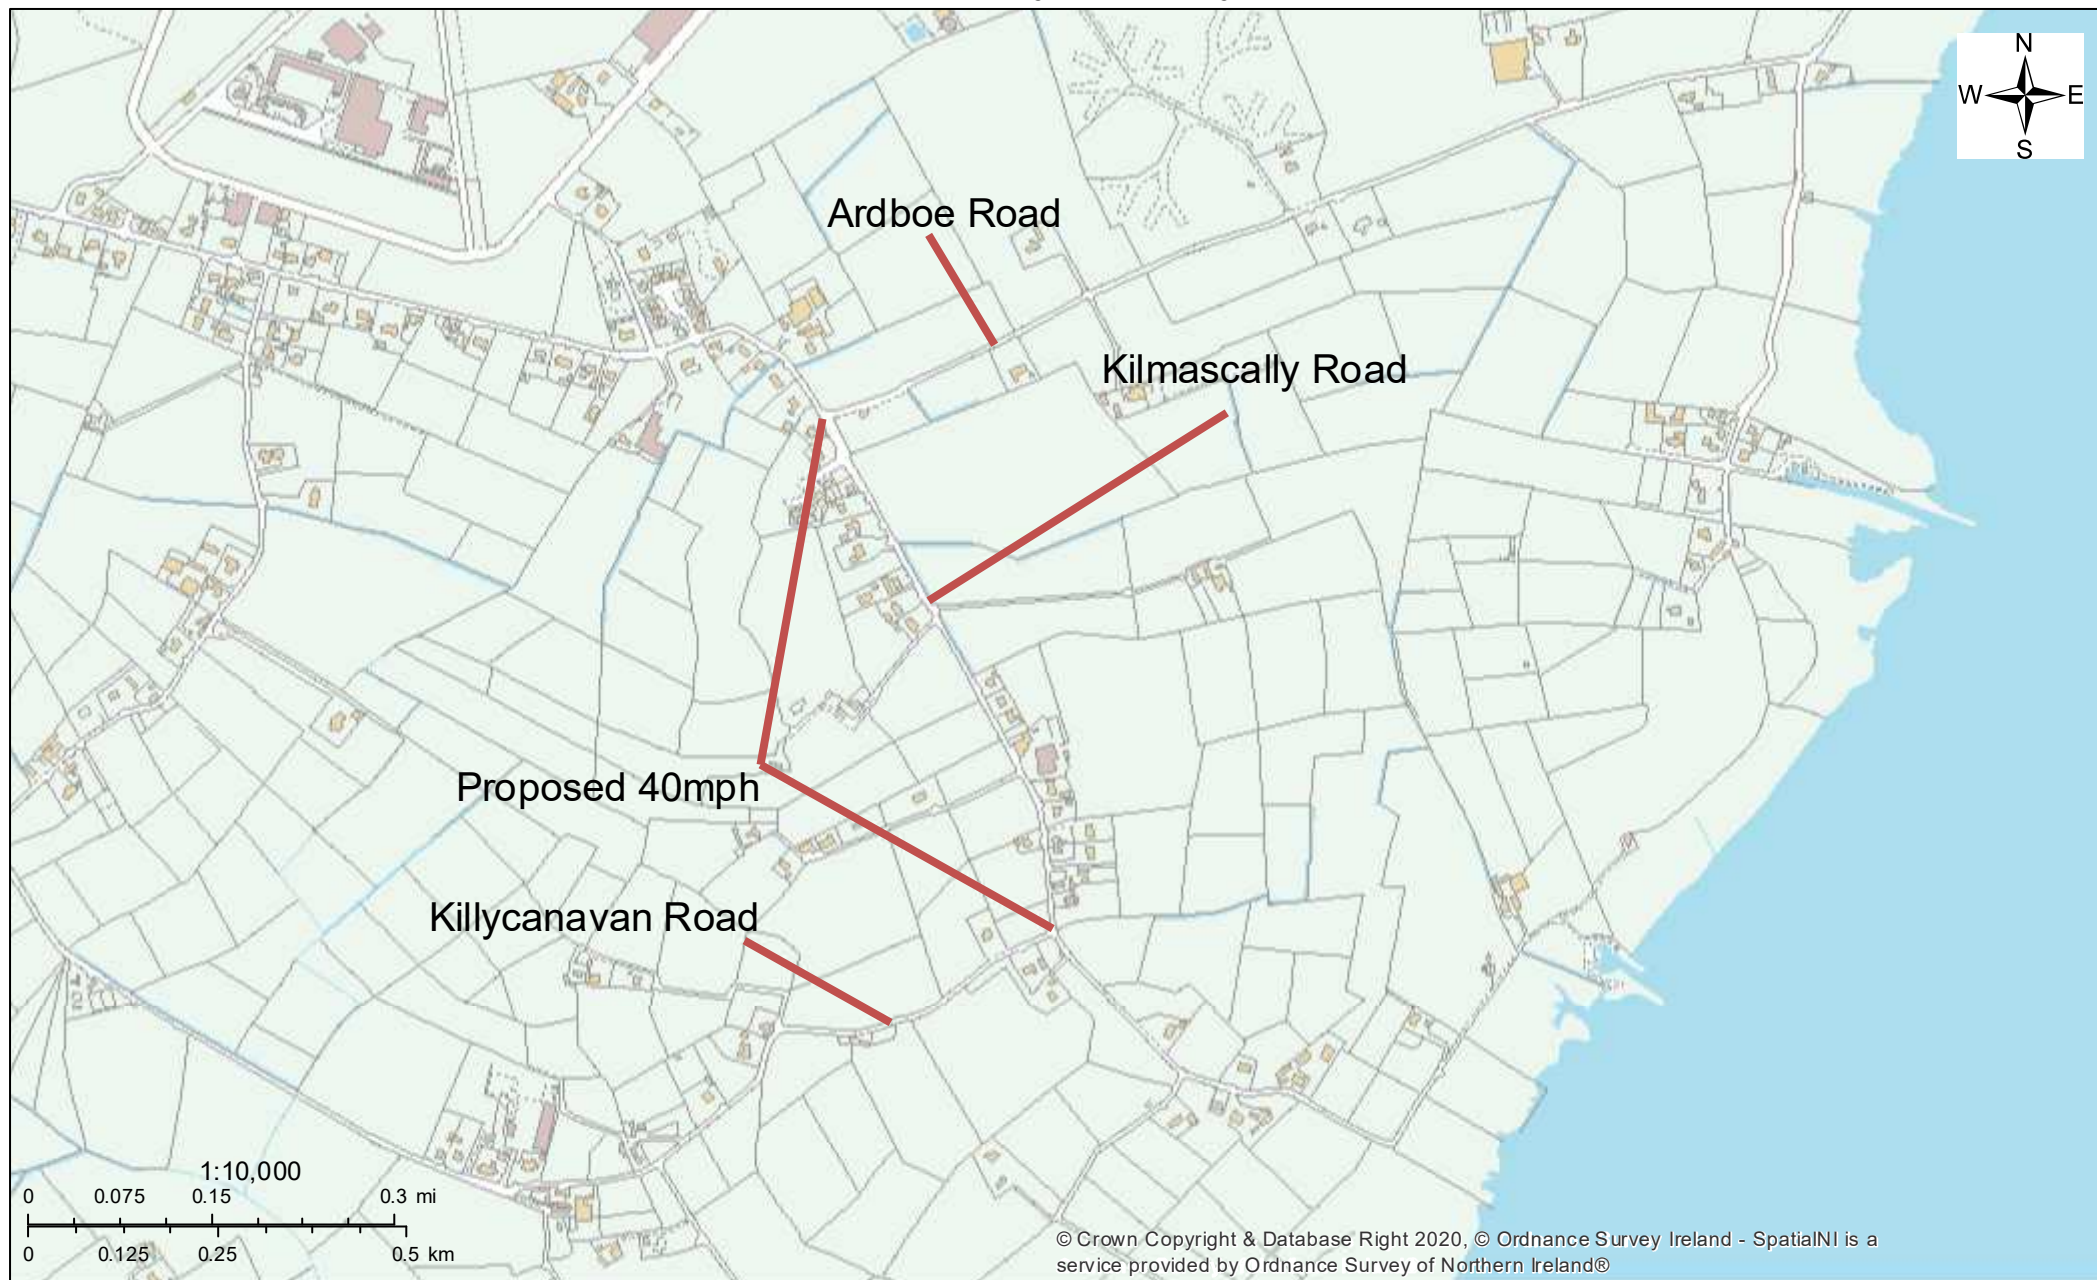 N
W E
S
Ardboe Road
Kilmascally Road
Proposed 40mph
Killycanavan Road
1:10,000
0 0.075 0.15 0.3 mi
0 0.125 0.25 0.5 km
© Crown Copyright & Database Right 2020, © Ordnance Survey Ireland - SpatialNI is a
service provided by Ordnance Survey of Northern Ireland®